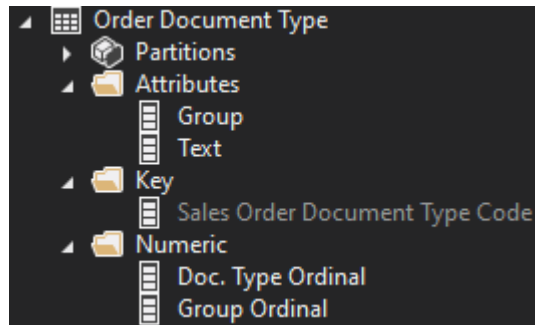 Order Document Type
Partitions
Attributes
Group
Text
Key
Sales Order Document Type Code
Numeric
Doc. Type Ordinal
Group Ordinal